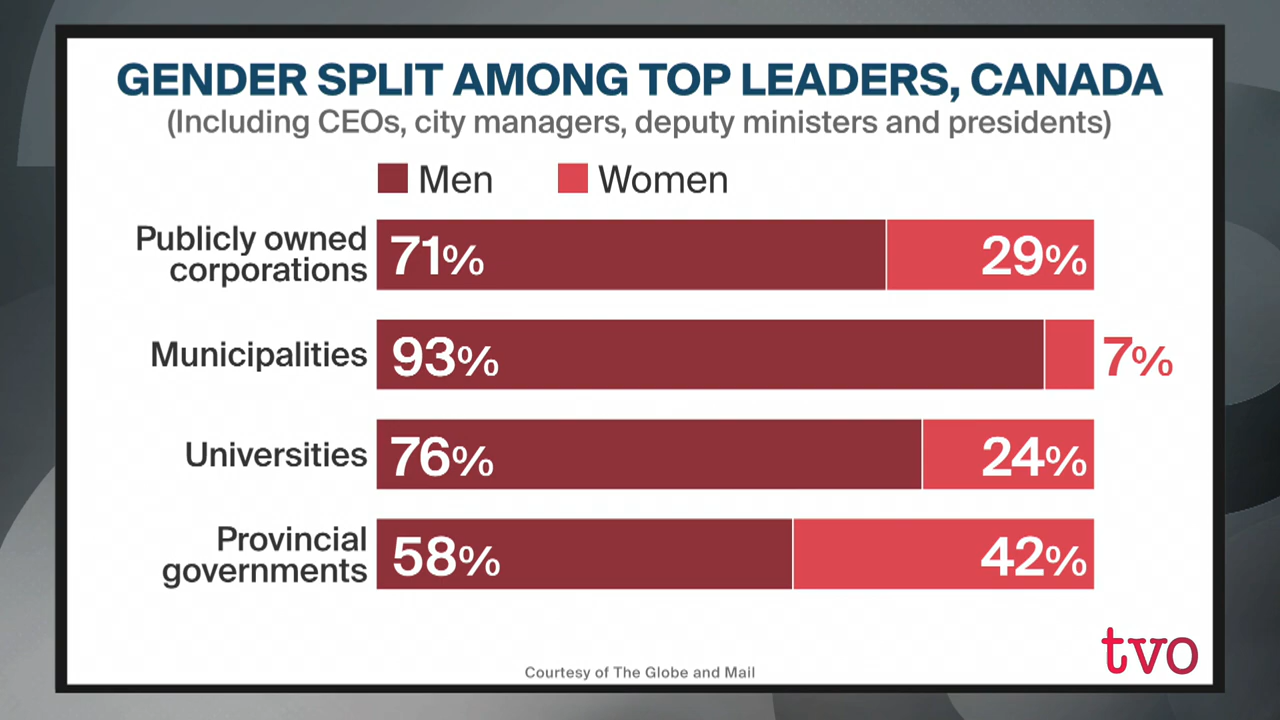 GENDER SPLIT AMONG TOP LEADERS, CANADA
(Including CEOs, city managers, deputy ministers and presidents)
Men Women
Publicly owned
corporations
71% 29%
Municipalities 93% 7%
Universities 76% 24%
Provincial
governments
58% 42%
tvo
Courtesy of The Globe and Mail